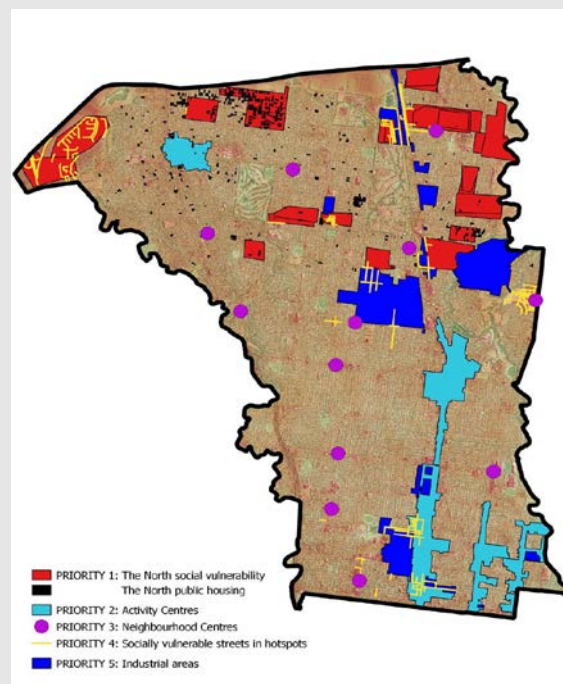 PRIORITY 1: The North social vulnerability
The North public housing
PRIORITY 2: Activity Centres
PRIORITY 3: Neighbourhood Centres
PRIORITY 4: Socially vulnerable streets in hotspots
PRIORITY 5: Industrial areas